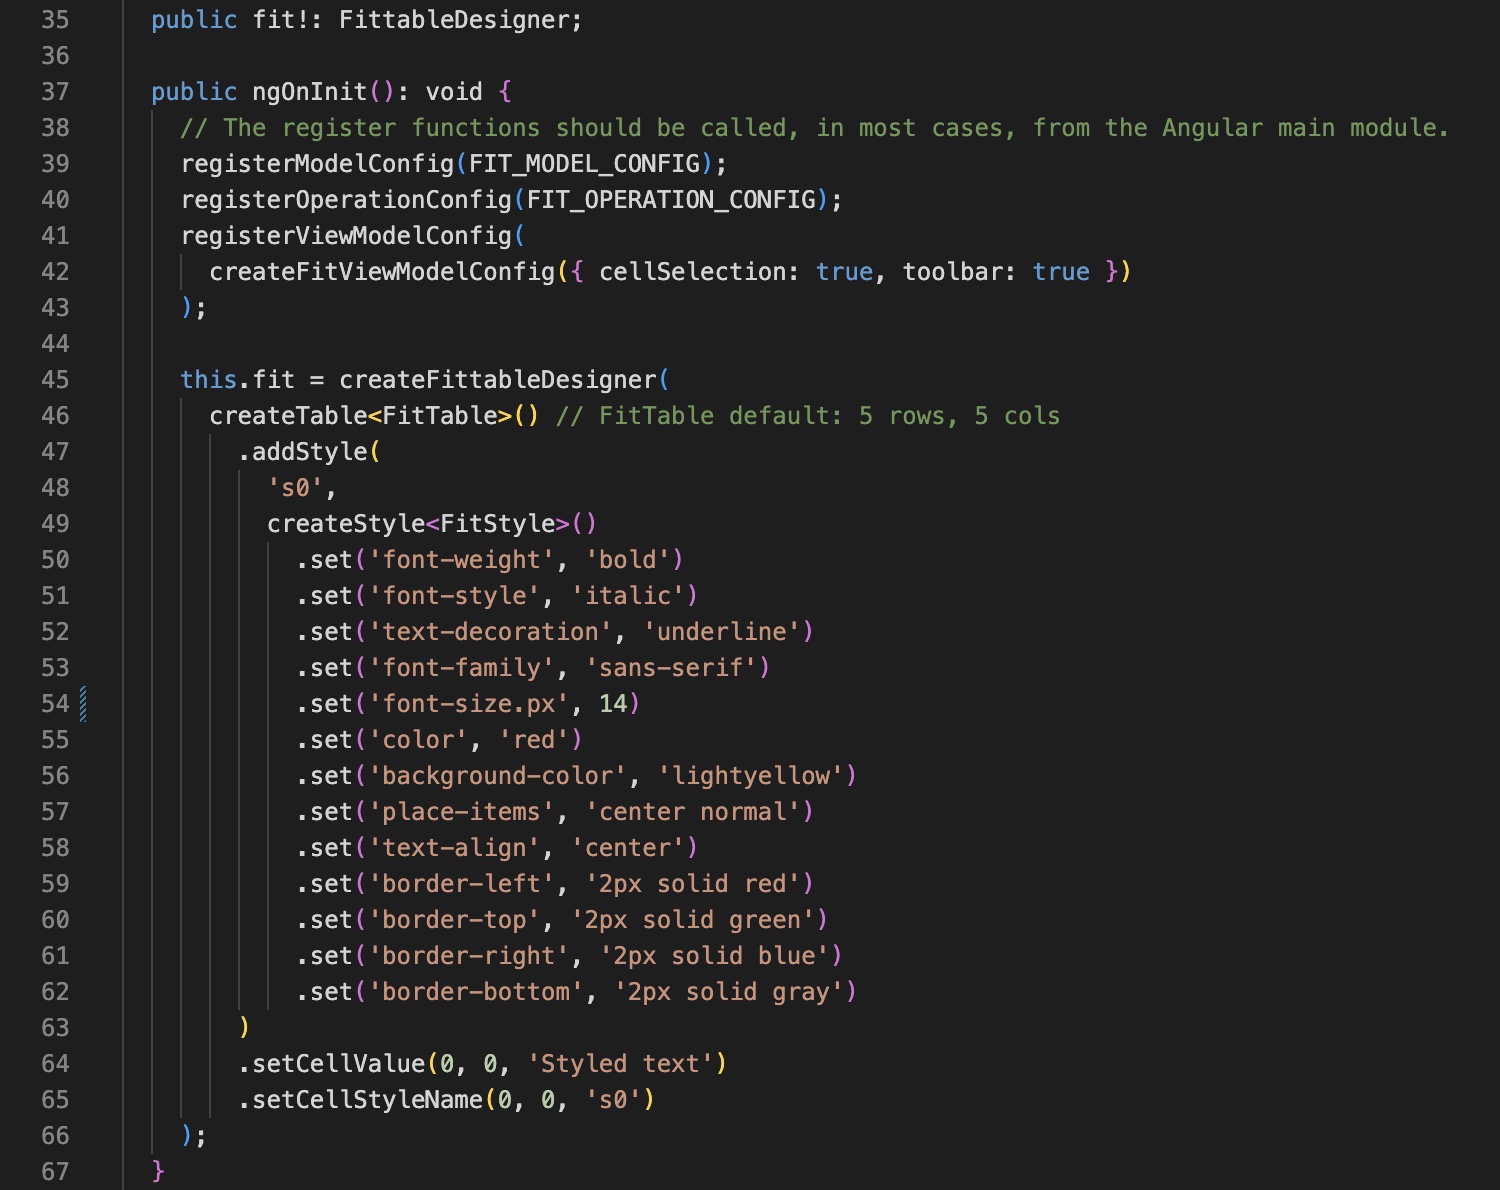 35 public fit!: FittableDesigner;
36
37 public ngOnInit(): void {
38 // The register functions should be called, in most cases, from the Angular main module.
39 registerModelConfig(FIT_MODEL_CONFIG);
40 registerOperationConfig(FIT_OPERATION_CONFIG);
41 registerViewModelConfig(
42 createFitViewModelConfig({ cellSelection: true, toolbar: true })
43 );
44
45 this.fit = createFittableDesigner(
46 createTable<FitTable>() // FitTable default: 5 rows, 5 cols
47 .addStyle(
48 's0',
49 createStyle<FitStyle>()
50 .set('font-weight', 'bold')
51 .set('font-style', 'italic')
52 .set('text-decoration', 'underline')
53 .set('font-family', 'sans-serif')
54 .set('font-size.px', 14)
55 .set('color', 'red')
56 .set('background-color', 'lightyellow')
57 .set('place-items', 'center normal')
58 .set('text-align', 'center')
59 .set('border-left', '2px solid red')
60 .set('border-top', '2px solid green')
61 .set('border-right', '2px solid blue')
62 .set('border-bottom', '2px solid gray')
63 )
64 .setCellValue(0, 0, 'Styled text')
65 .setCellStyleName(0, 0, 's0')
66 );
67 }